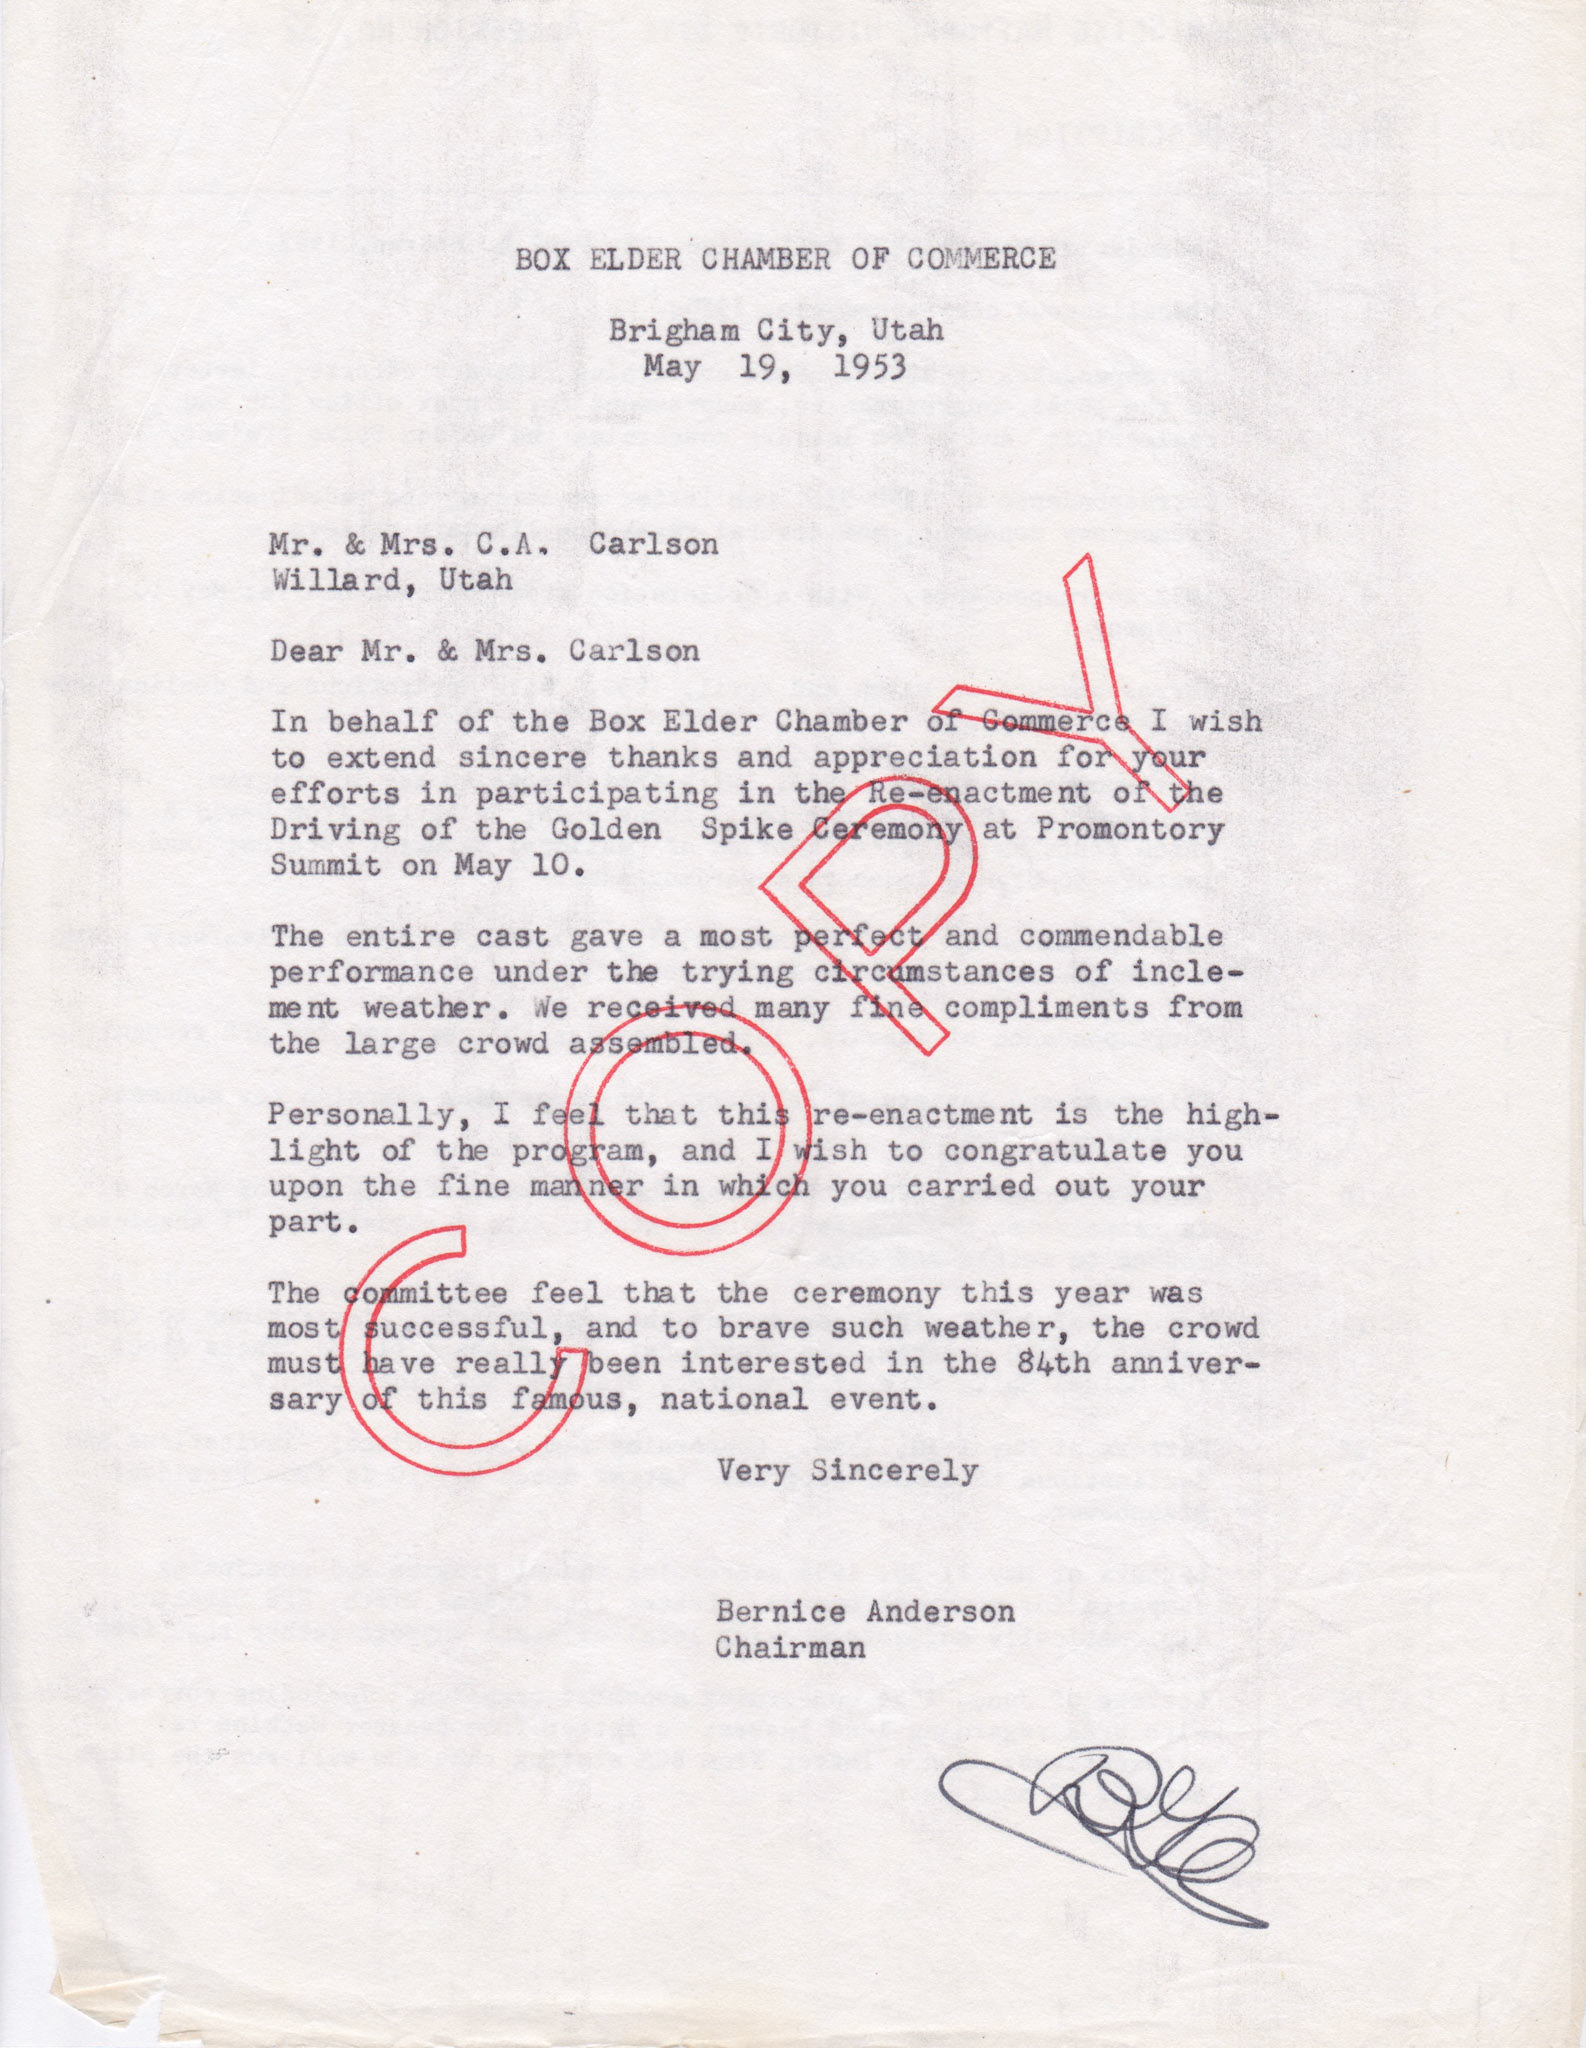 BOX ELDER CHAMBER OF COMMERCE
Brigham City, Utah
May 19, 1953
Mr. & Mrs. C.A. Carlson
Willard, Utah
Dear Mr. & Mrs. Carlson
In behalf of the Box Elder Chamber of Commerce I wish
to extend sincere thanks and appreciation for your
efforts in participating in the Re-enactment of the
Driving of the Golden Spike Ceremony at Promontory
Summit on May 10.
The entire cast gave a most perfect and commendable
performance under the trying circumstances of incle-
ment weather. We received many fine compliments from
the large crowd assembled.
Personally, I feel that this re-enactment is the high-
light of the program, and I wish to congratulate you
upon the fine manner in which you carried out your
part.
The committee feel that the ceremony this year was
most successful, and to brave such weather, the crowd
must have really been interested in the 84th anniver-
sary of this famous, national event.
Very Sincerely
Bernice Anderson
Chairman
COPY